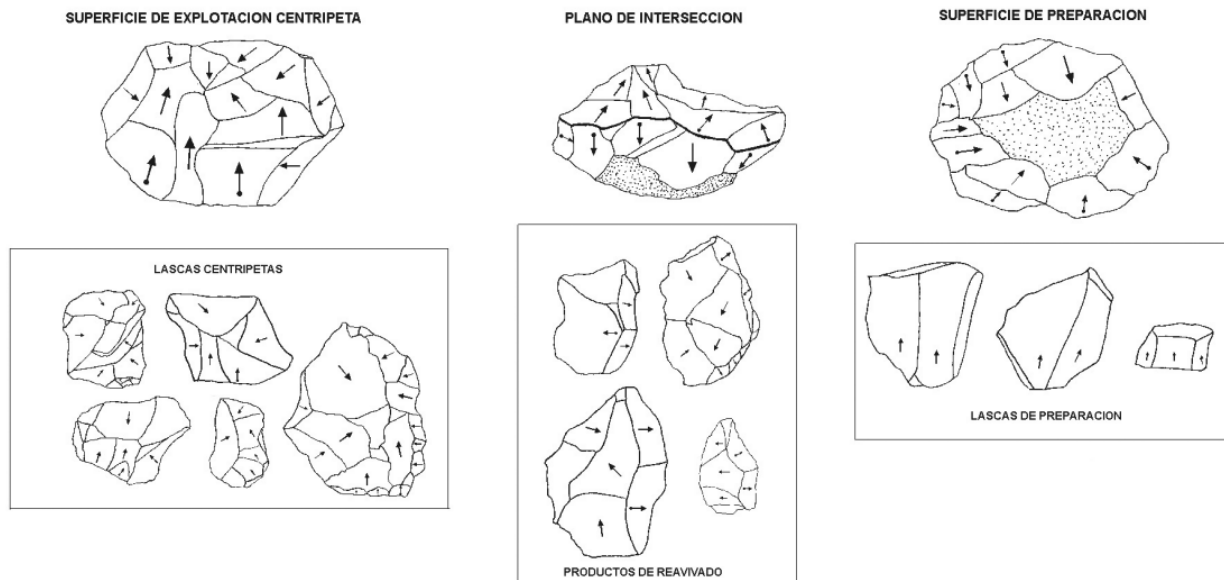 SUPERFICIE DE EXPLOTACION CENTRIPETA
PLANO DE INTERSECCION
SUPERFICIE DE PREPARACION
LASCAS CENTRIPETAS
LASCAS DE PREPARACION
PRODUCTOS DE REAVIVADO